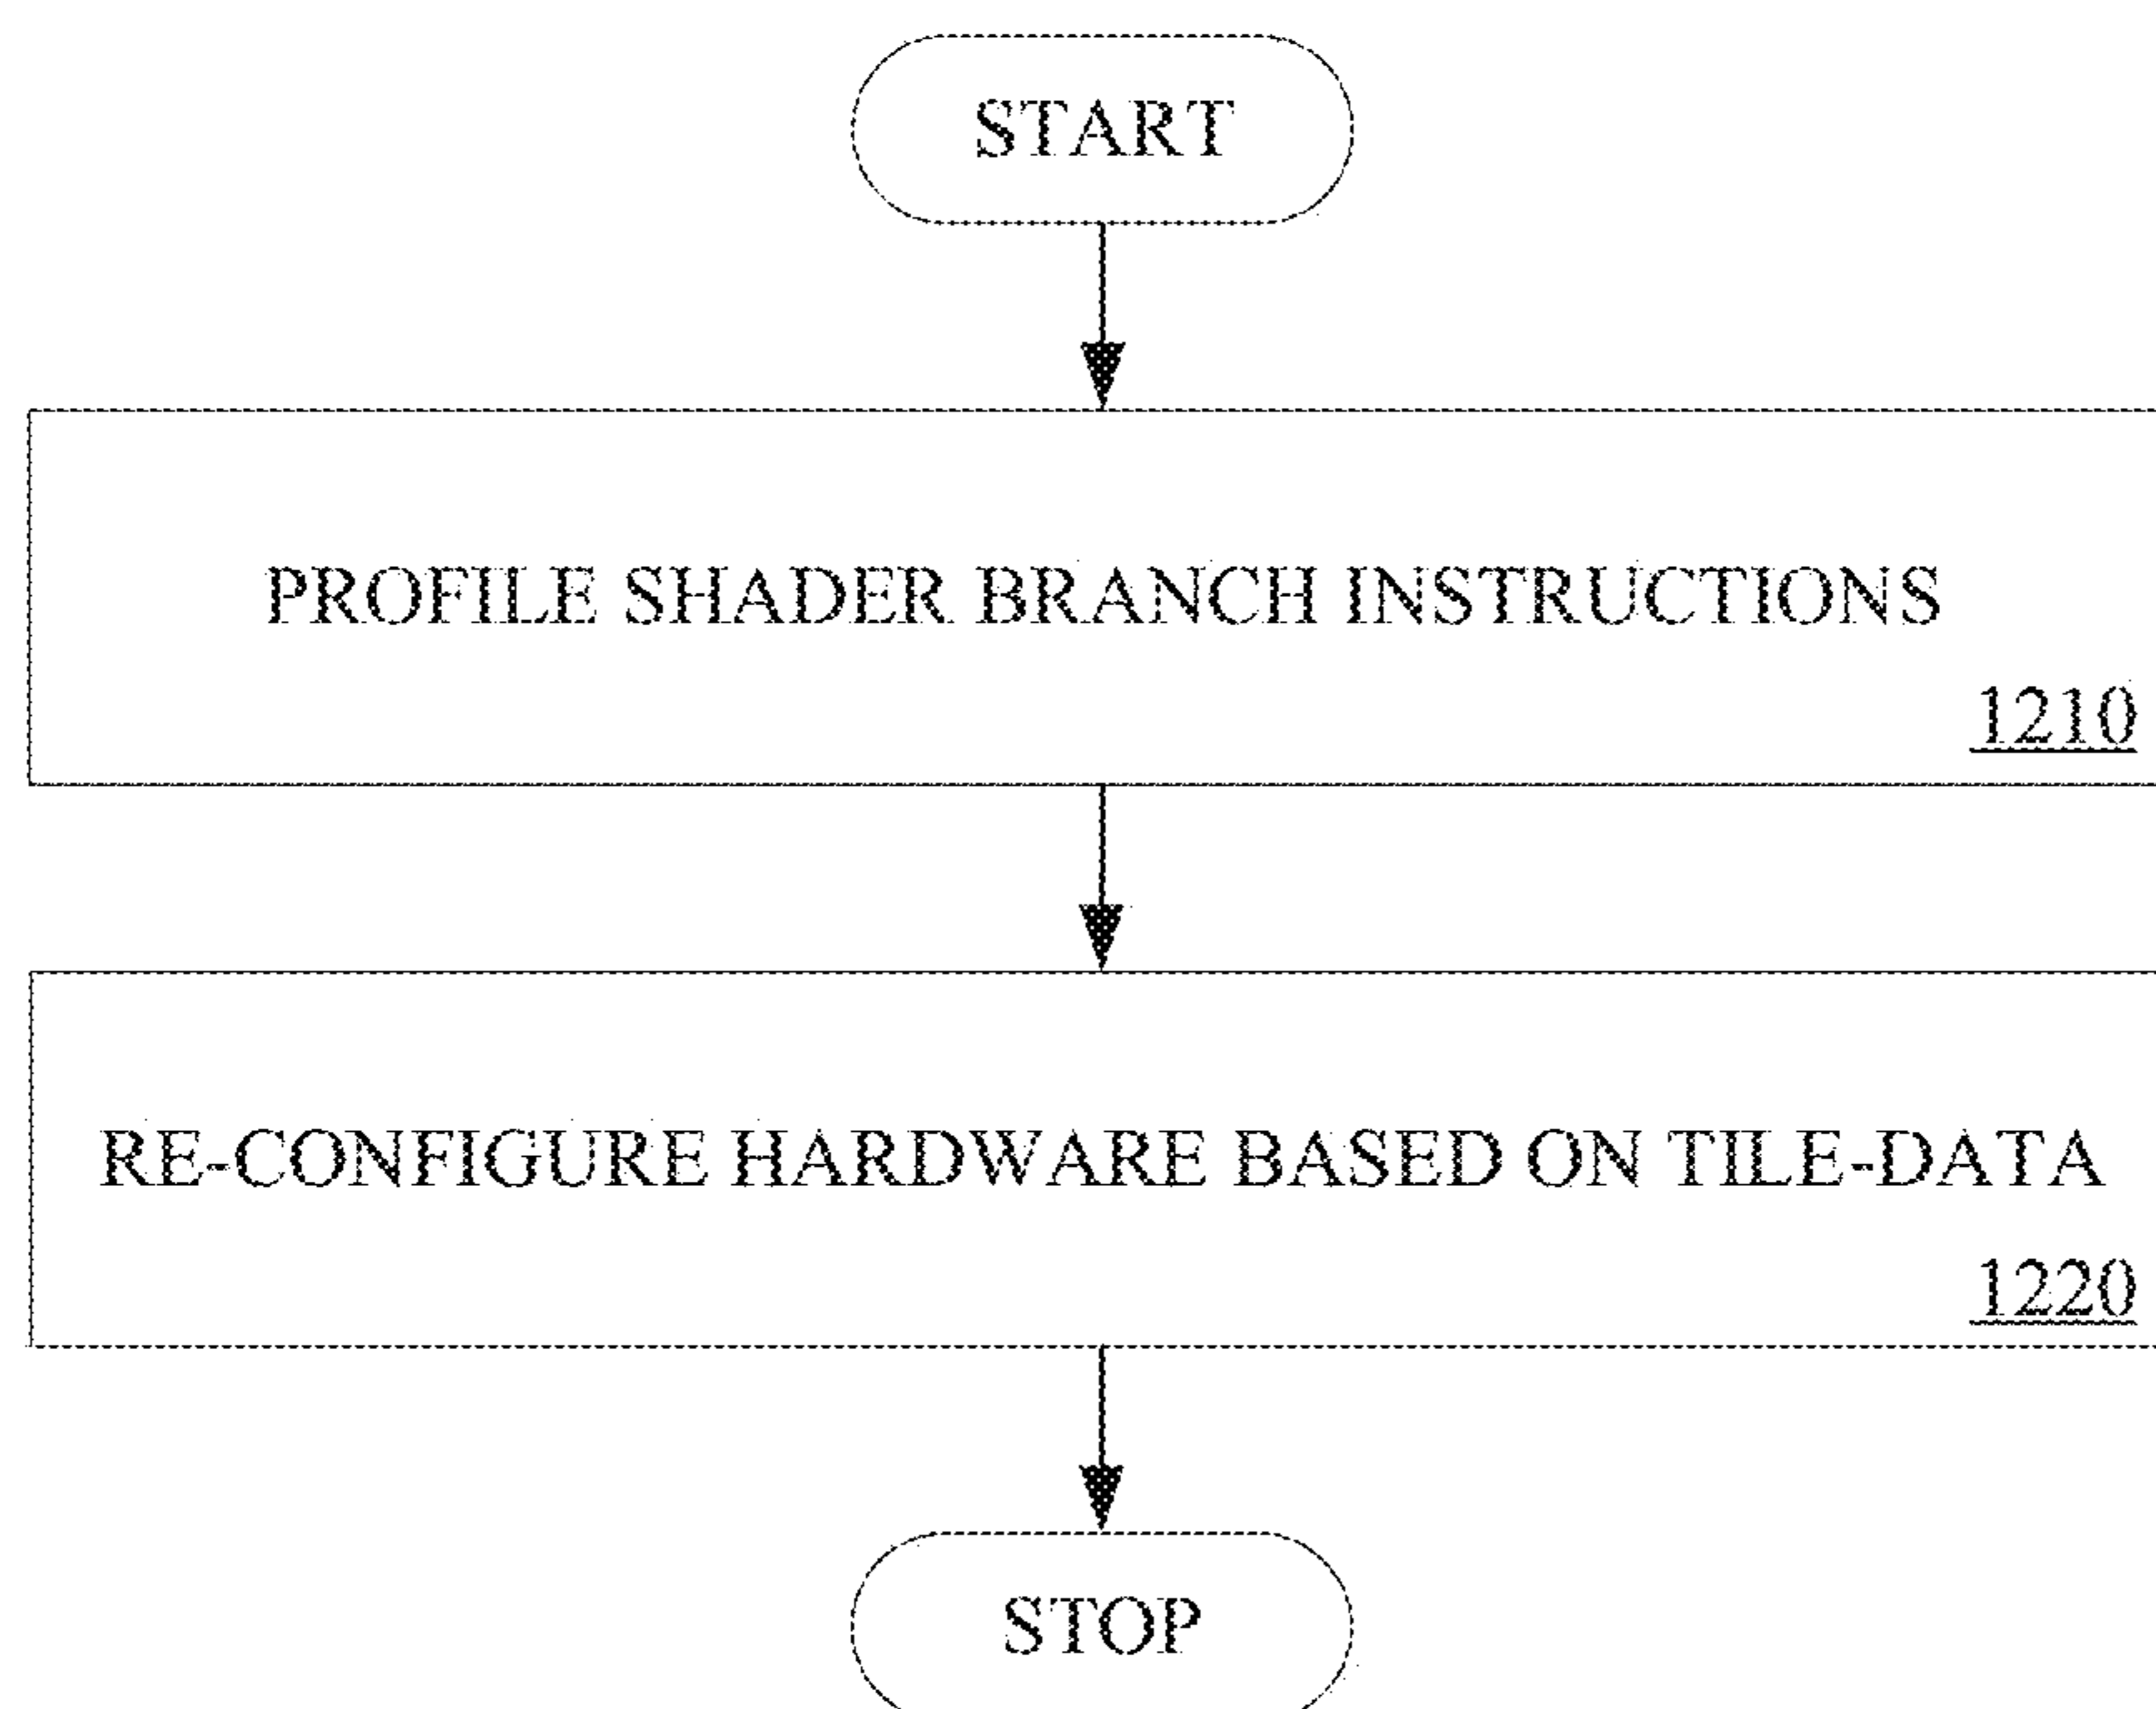 START
PROFILE SHADER BRANCH INSTRUCTIONS
1210
RE-CONFIGURE HARDWARE BASED ON TILE-DATA
1220
STOP